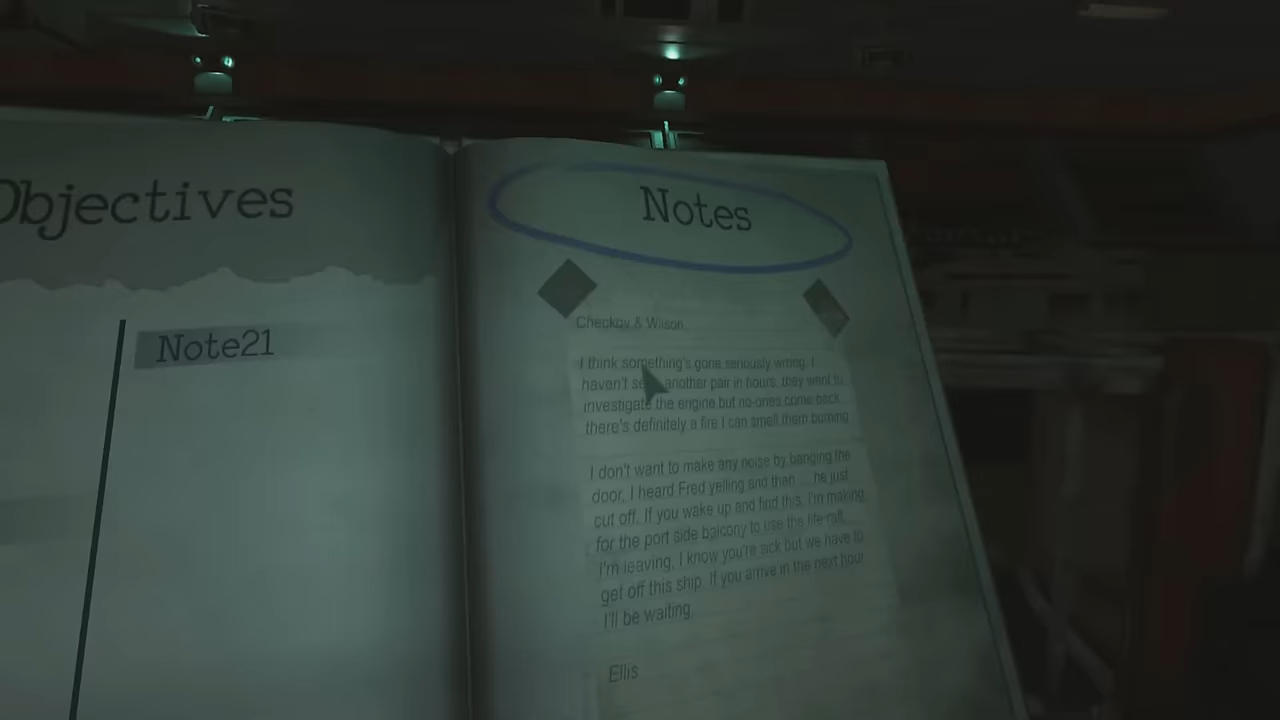 Objectives
Notes
Note21
Checkov & Wilson,
I think something's gone seriously wrong. I
haven't another pair in hours, they went to
investigate the engine but no-ones come back,
there's definitely a fire I can smell them burning
I don't want to make any noise by banging the
door, I heard Fred yelling and then ....he just
cut off. If you wake up and find this, I'm making
for the port side balcony to use the life-raft.
I'm leaving, I know you're sick but we have to
get off this ship. If you arrive in the next hour
I'll be waiting.
Ellis